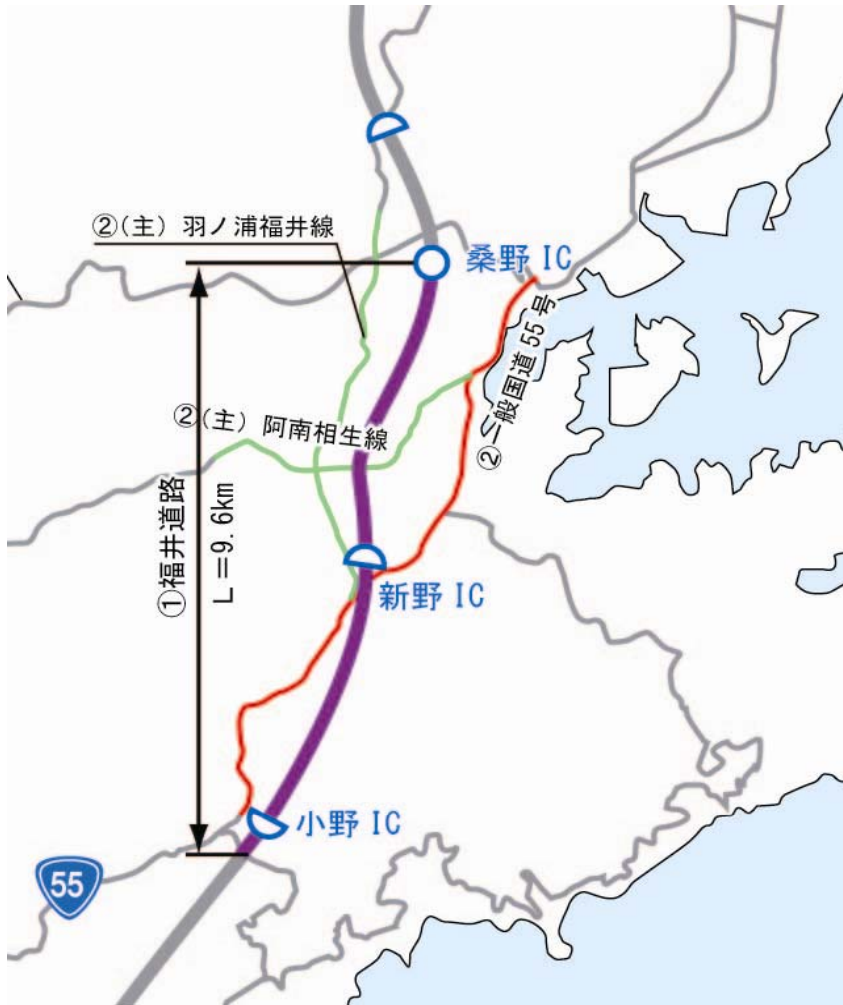 ②(主) 羽ノ浦福井線
桑野 IC
②一般国道 55 号
②(主) 阿南相生線
①福井道路
L＝9.6km
新野 IC
小野 IC
55